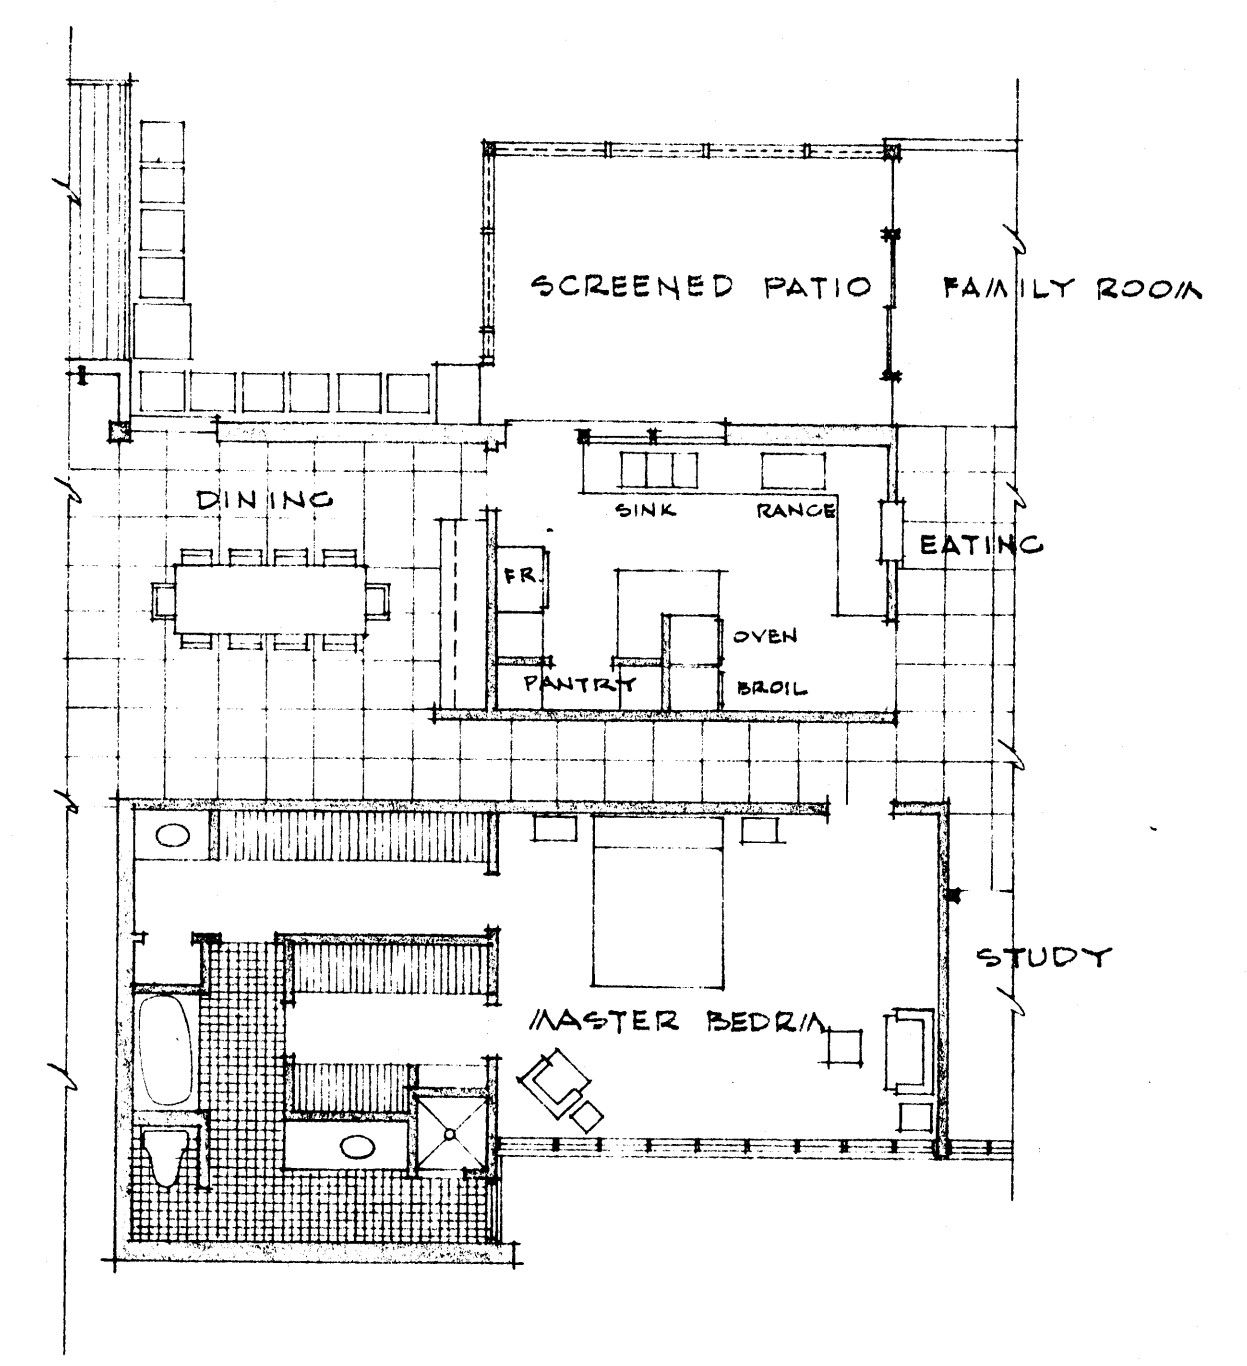 SCREENED PATIO
FAMILY ROOM
DINING
SINK
RANGE
EATING
FR.
OVEN
PANTRY
BROIL
STUDY
MASTER BEDRM